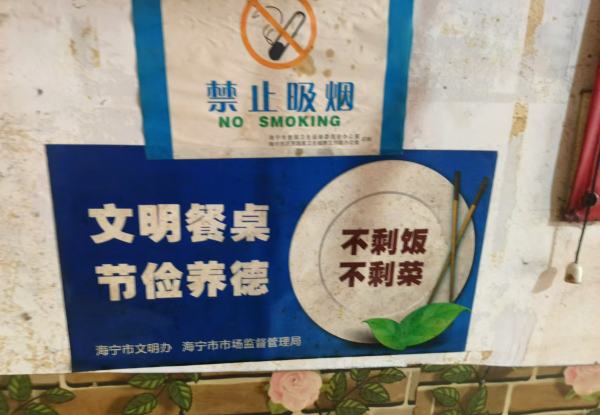 禁止吸烟
NO SMOKING
文明餐桌
节俭养德
不剩饭
不剩菜
海宁市文明办 海宁市市场监督管理局